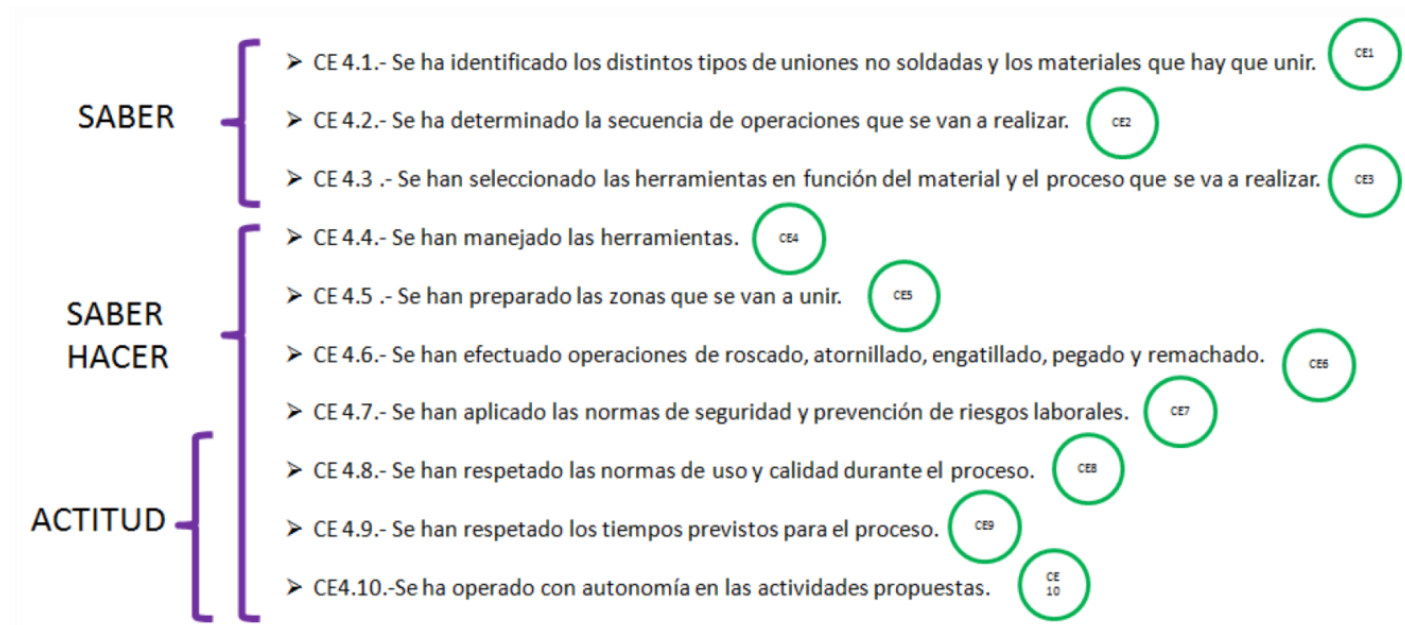 SABER
➢ CE 4.1.- Se ha identificado los distintos tipos de uniones no soldadas y los materiales que hay que unir. CE1
➢ CE 4.2.- Se ha determinado la secuencia de operaciones que se van a realizar. CE2
➢ CE 4.3 .- Se han seleccionado las herramientas en función del material y el proceso que se va a realizar. CE3
SABER
HACER
➢ CE 4.4.- Se han manejado las herramientas. CE4
➢ CE 4.5 .- Se han preparado las zonas que se van a unir. CE5
➢ CE 4.6.- Se han efectuado operaciones de roscado, atornillado, engatillado, pegado y remachado. CE6
➢ CE 4.7.- Se han aplicado las normas de seguridad y prevención de riesgos laborales. CE7
ACTITUD
➢ CE 4.8.- Se han respetado las normas de uso y calidad durante el proceso. CE8
➢ CE 4.9.- Se han respetado los tiempos previstos para el proceso. CE9
➢ CE4.10.-Se ha operado con autonomía en las actividades propuestas. CE
10